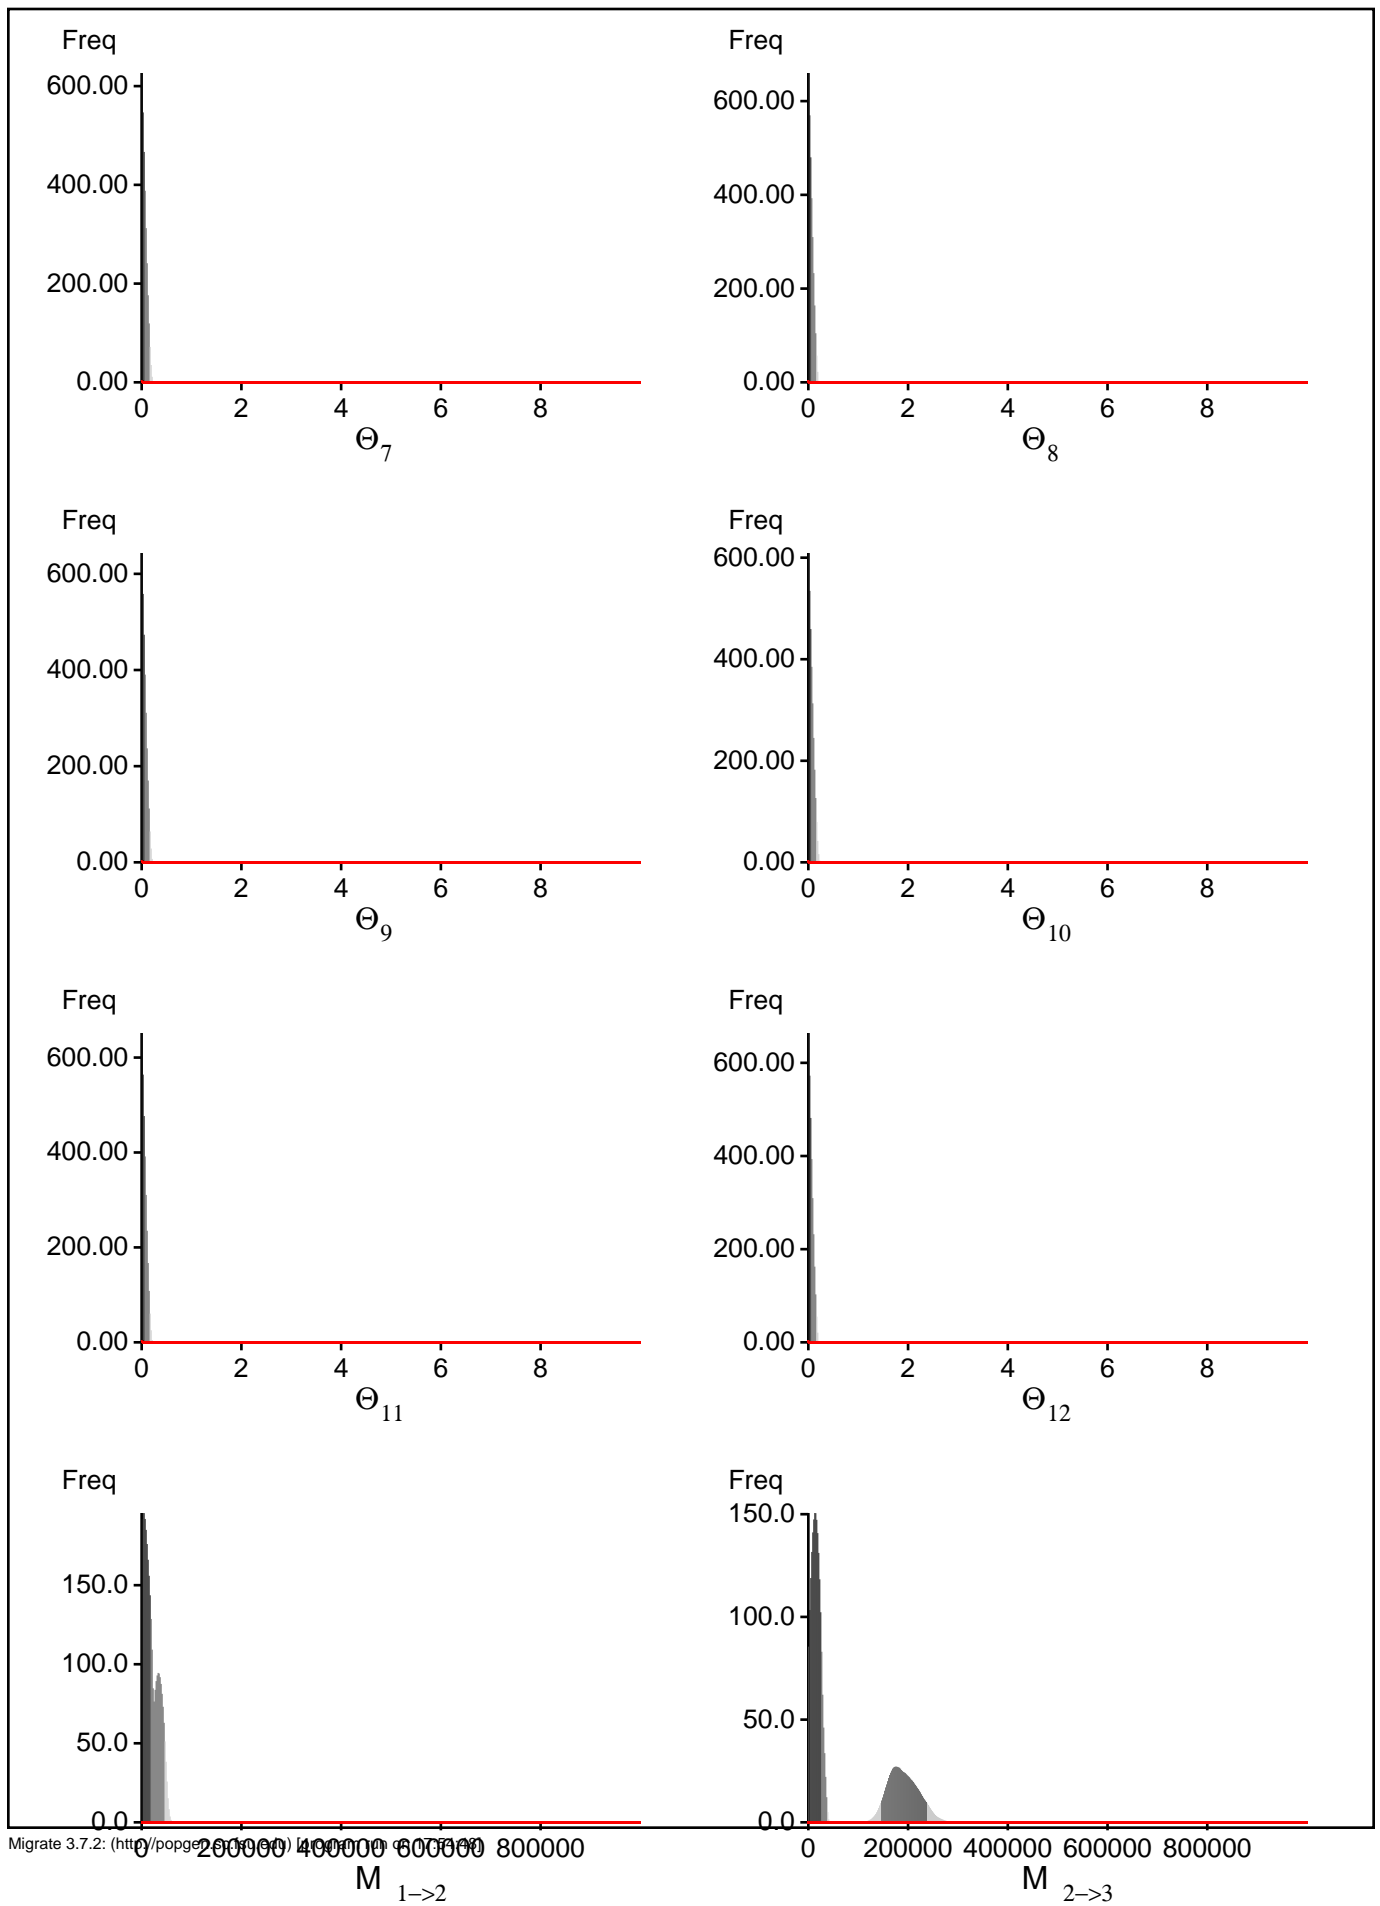 Freq Freq
600.00 600.00
400.00 400.00
200.00 200.00
0.00 0.00
0 2 4 6 8 0 2 4 6 8
Θ7 Θ8
Freq Freq
600.00 600.00
400.00 400.00
200.00 200.00
0.00 0.00
0 2 4 6 8 0 2 4 6 8
Θ9 Θ10
Freq Freq
600.00 600.00
400.00 400.00
200.00 200.00
0.00 0.00
0 2 4 6 8 0 2 4 6 8
Θ11 Θ12
Freq Freq
150.0
150.0
100.0 100.0
50.0 50.0
0.0 0.0
Migrate 3.7.2: (http://popgen.sc.fsu.edu) [program run on 17:54:48]
0 200000 400000 600000 800000 0 200000 400000 600000 800000
M 1->2 M 2->3